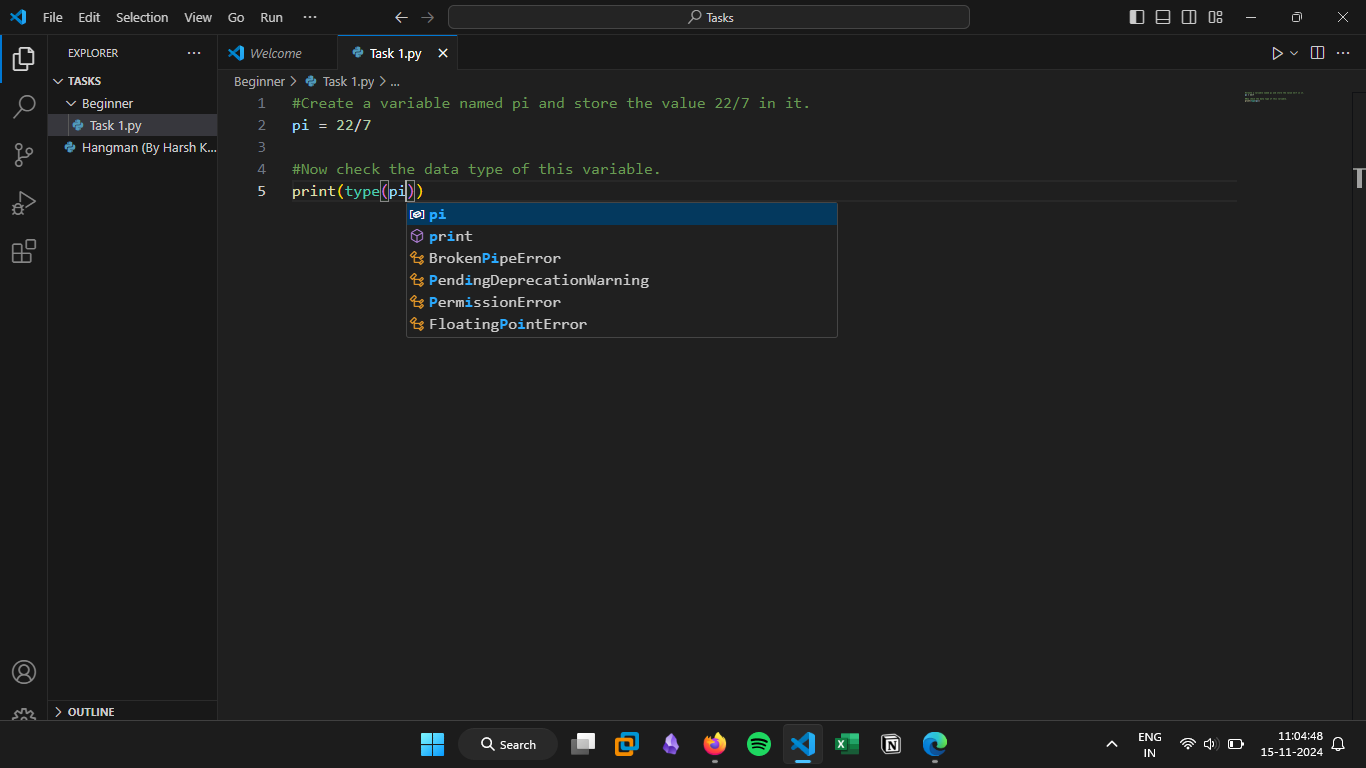 File Edit Selection View Go Run ···
Tasks
EXPLORER ···
TASKS
Beginner
Task 1.py
Hangman (By Harsh K...
OUTLINE
Welcome
Task 1.py
Beginner > Task 1.py > ...
1 #Create a variable named pi and store the value 22/7 in it.
2 pi = 22/7
3
4 #Now check the data type of this variable.
5 print(type(pi))
pi
print
BrokenPipeError
PendingDeprecationWarning
PermissionError
FloatingPointError
Search
ENG
IN
11:04:48
15-11-2024